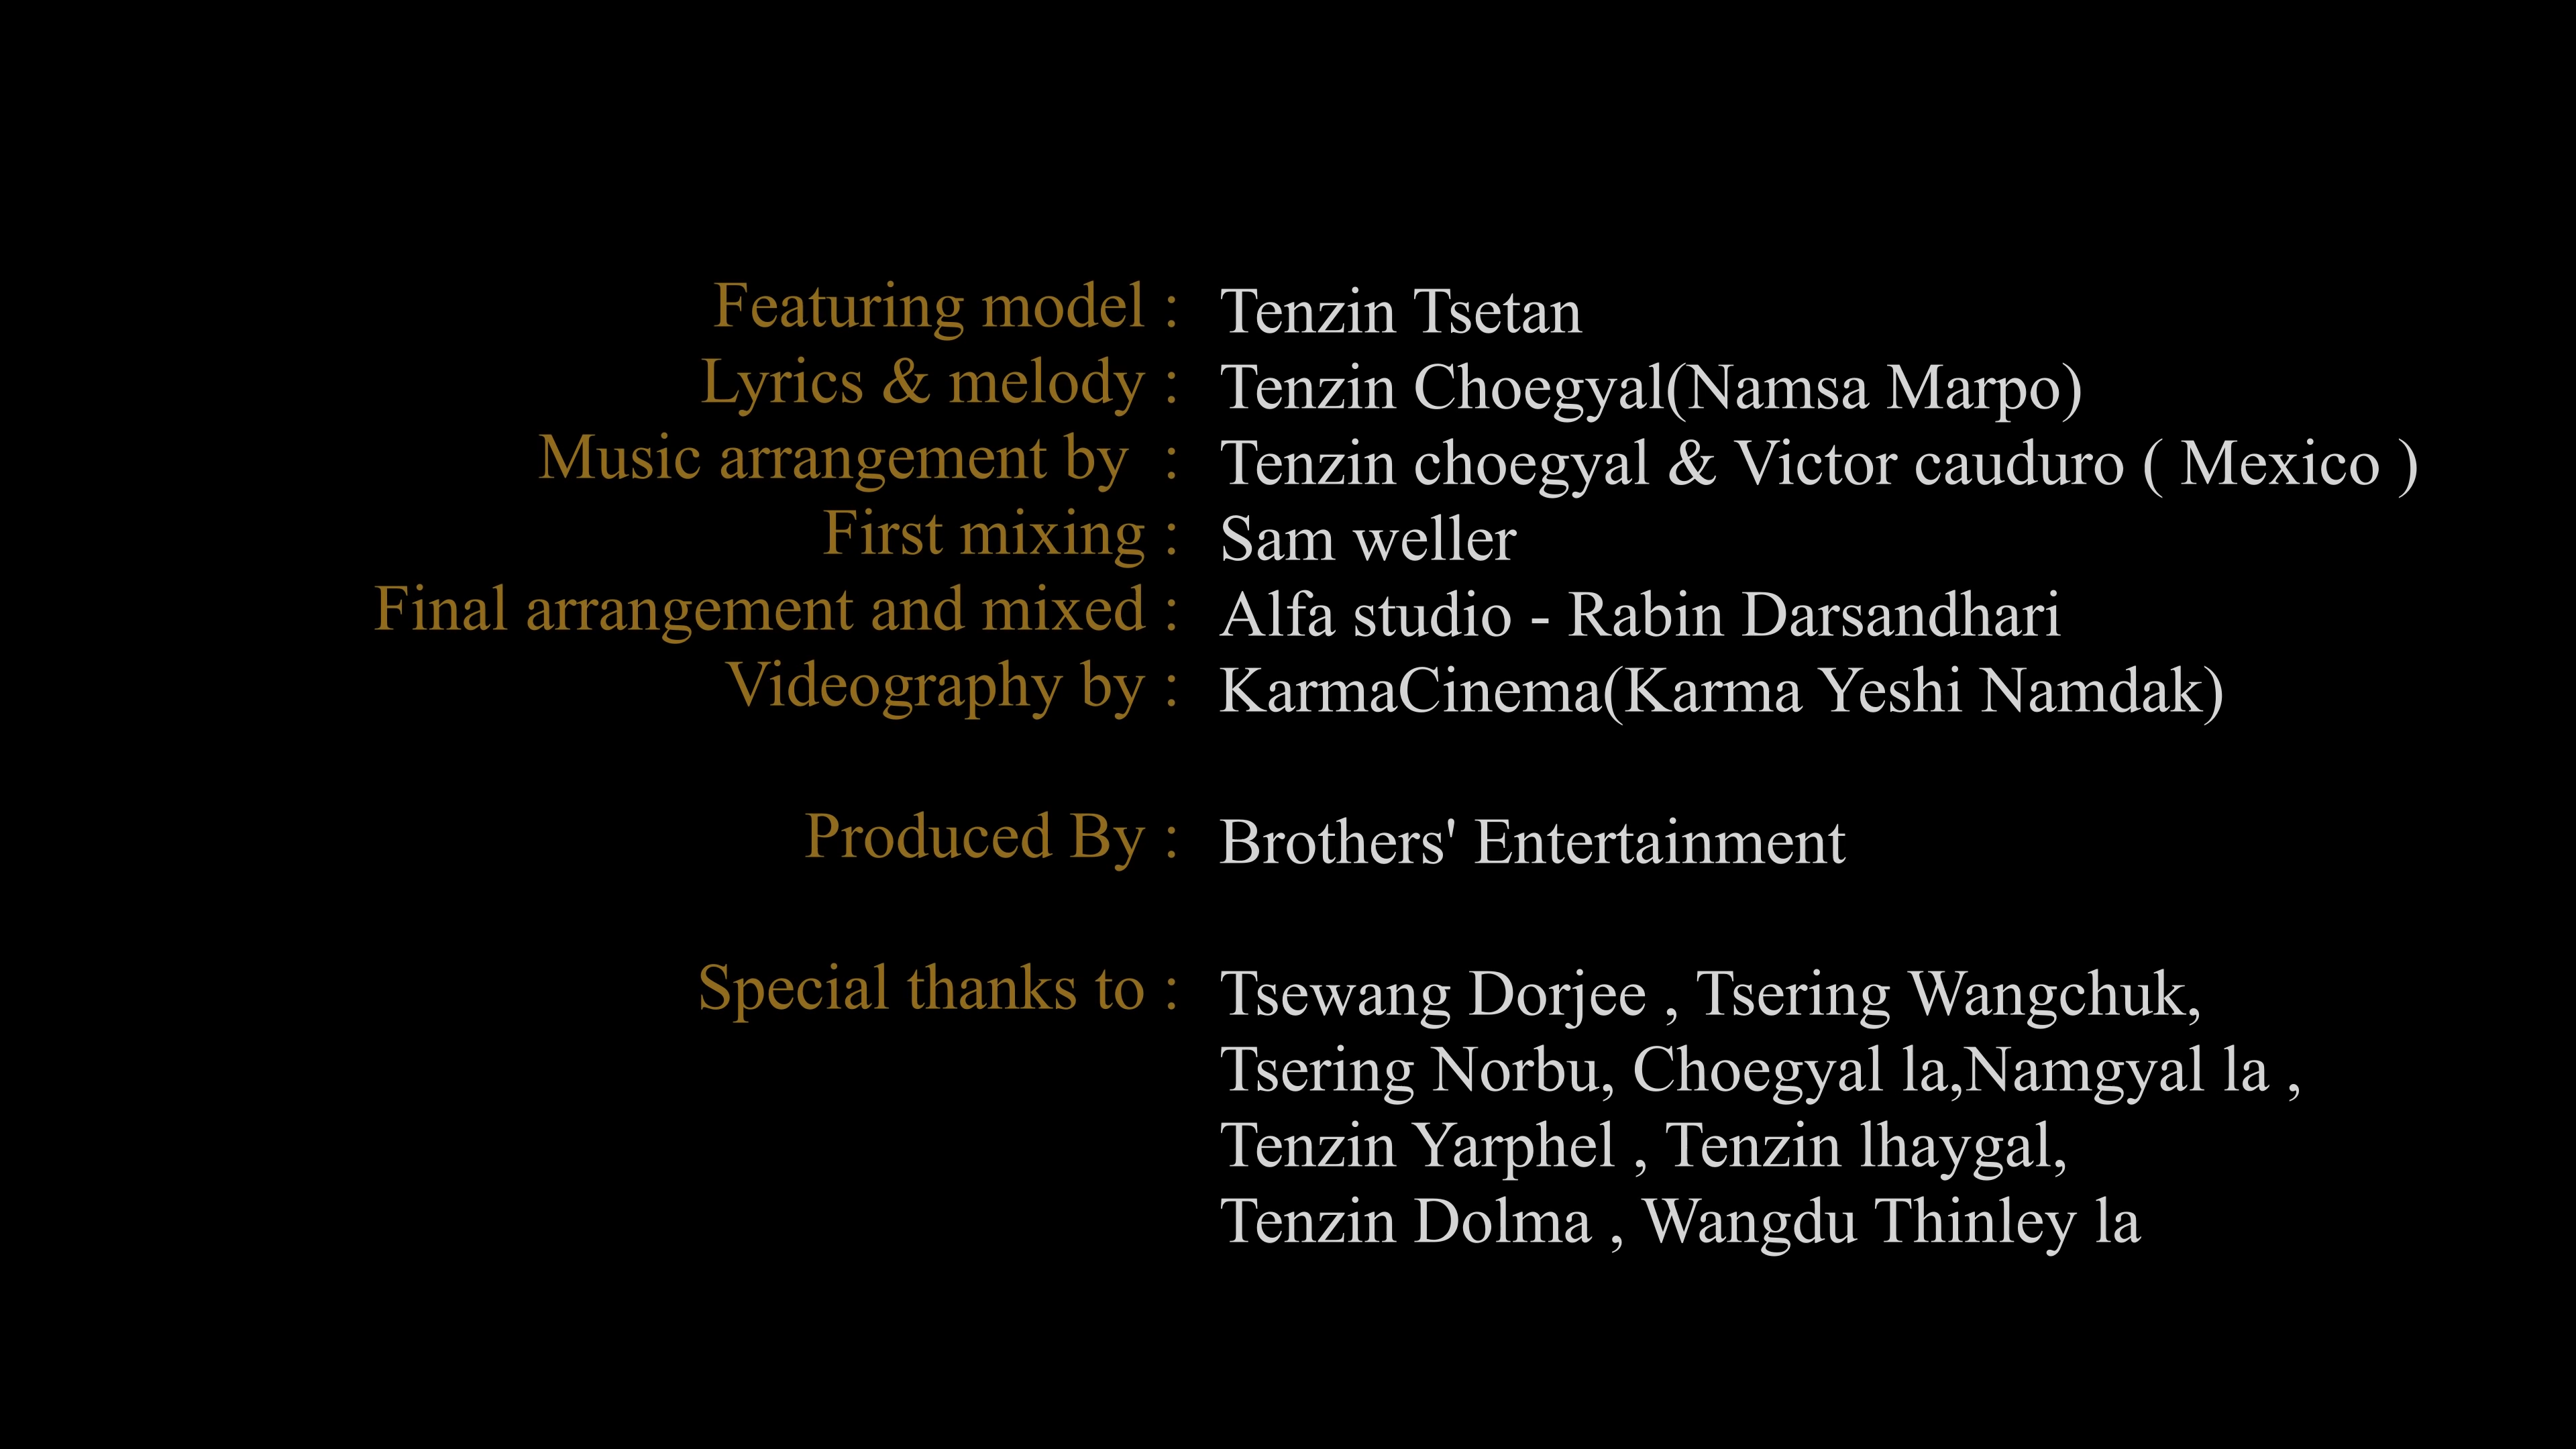 Featuring model : Tenzin Tsetan
Lyrics & melody : Tenzin Choegyal(Namsa Marpo)
Music arrangement by  : Tenzin choegyal & Victor cauduro ( Mexico )
First mixing : Sam weller
Final arrangement and mixed : Alfa studio - Rabin Darsandhari
Videography by : KarmaCinema(Karma Yeshi Namdak)
Produced By : Brothers' Entertainment
Special thanks to : Tsewang Dorjee , Tsering Wangchuk,
Tsering Norbu, Choegyal la,Namgyal la ,
Tenzin Yarphel , Tenzin lhaygal,
Tenzin Dolma , Wangdu Thinley la